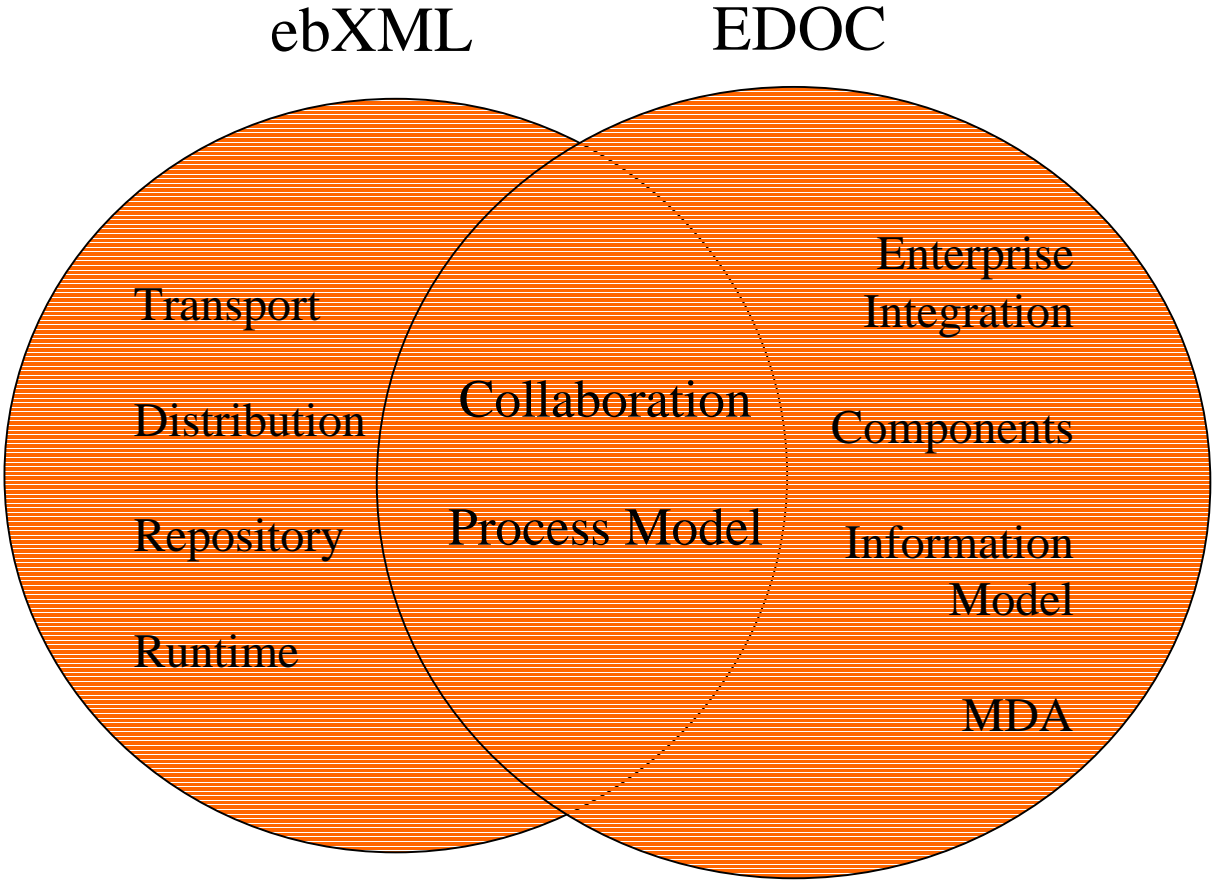 ebXML
EDOC
Transport
Distribution
Repository
Runtime
Collaboration
Process Model
Enterprise
Integration
Components
Information
Model
MDA